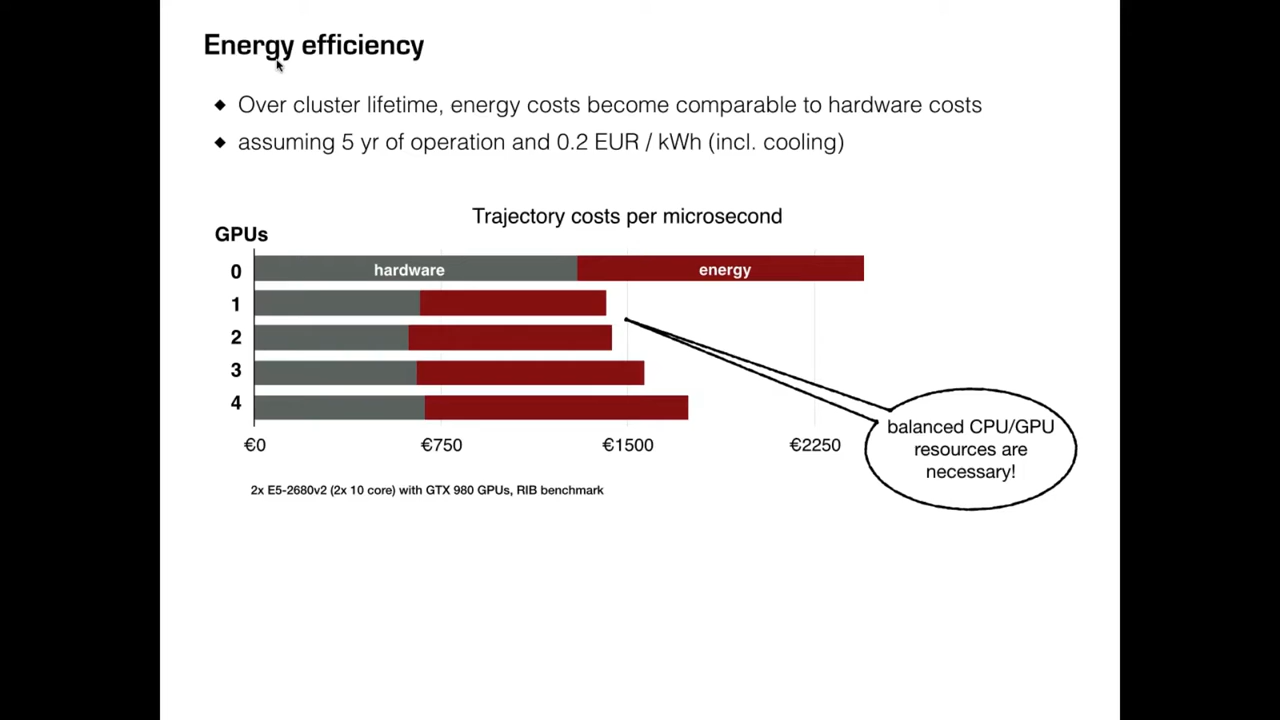 Energy efficiency
◆ Over cluster lifetime, energy costs become comparable to hardware costs
◆ assuming 5 yr of operation and 0.2 EUR / kWh (incl. cooling)
Trajectory costs per microsecond
GPUs
0
hardware
energy
1
2
3
4
€0
€750
€1500
€2250
balanced CPU/GPU
resources are
necessary!
2x E5-2680v2 (2x 10 core) with GTX 980 GPUs, RIB benchmark